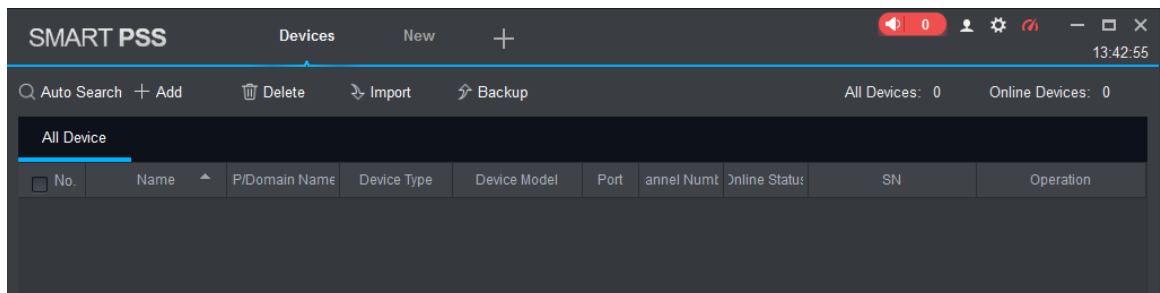 SMART PSS Devices New 0
13:42:55
Auto Search Add Delete Import Backup All Devices: 0 Online Devices: 0
All Device
No. Name P/Domain Name Device Type Device Model Port annel Numb Online Status SN Operation